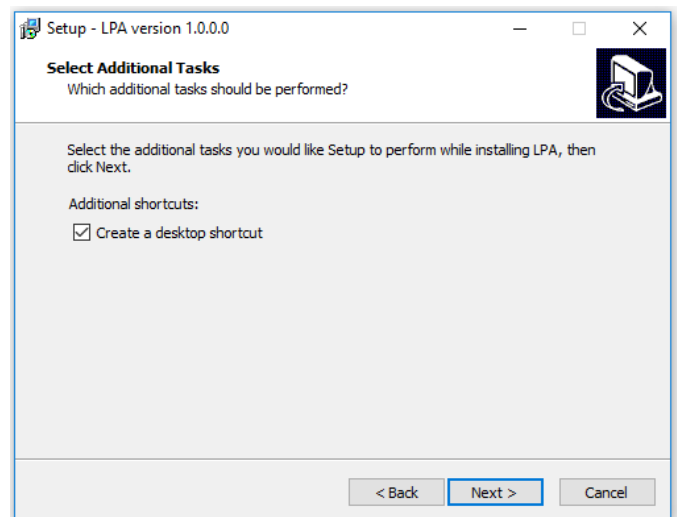 Setup - LPA version 1.0.0.0
Select Additional Tasks
Which additional tasks should be performed?
Select the additional tasks you would like Setup to perform while installing LPA, then
click Next.
Additional shortcuts:
Create a desktop shortcut
< Back
Next >
Cancel